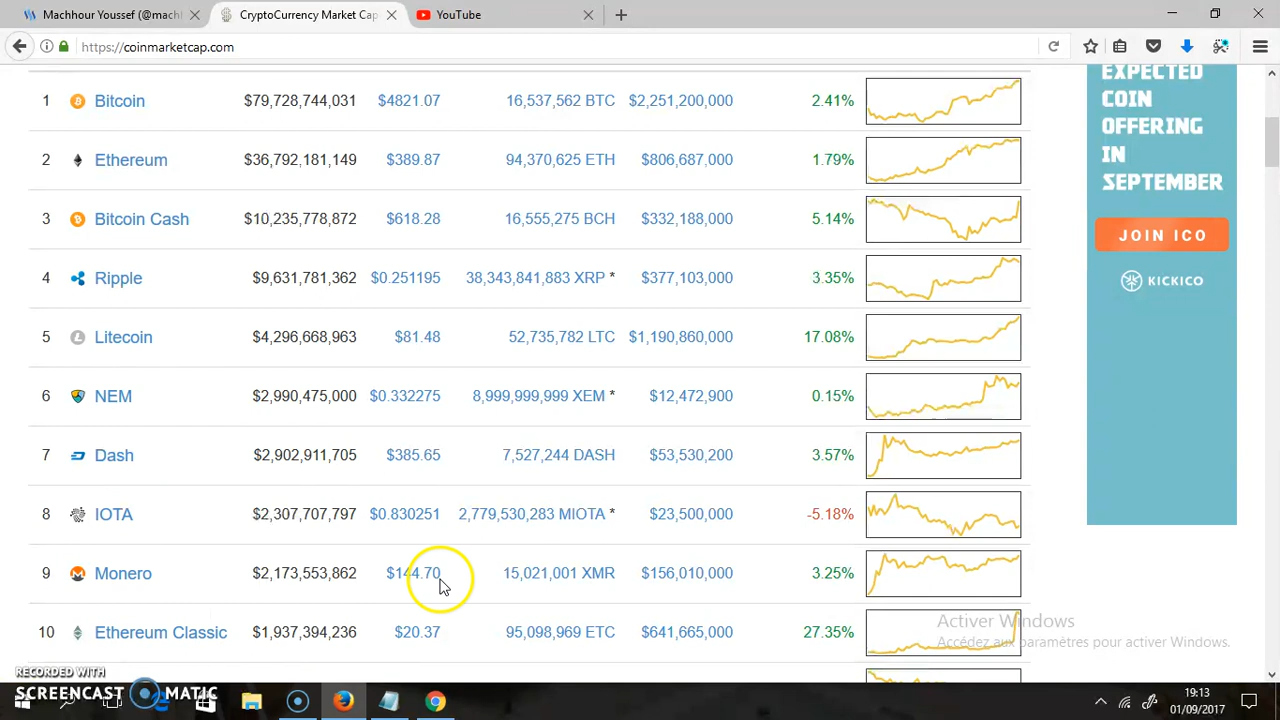 Machhour Youssef (@machl
CryptoCurrency Market Cap
YouTube
https://coinmarketcap.com
1 Bitcoin $79,728,744,031 $4821.07 16,537,562 BTC $2,251,200,000 2.41%
2 Ethereum $36,792,181,149 $389.87 94,370,625 ETH $806,687,000 1.79%
3 Bitcoin Cash $10,235,778,872 $618.28 16,555,275 BCH $332,188,000 5.14%
4 Ripple $9,631,781,362 $0.251195 38,343,841,883 XRP * $377,103,000 3.35%
5 Litecoin $4,296,668,963 $81.48 52,735,782 LTC $1,190,860,000 17.08%
6 NEM $2,990,475,000 $0.332275 8,999,999,999 XEM * $12,472,900 0.15%
7 Dash $2,902,911,705 $385.65 7,527,244 DASH $53,530,200 3.57%
8 IOTA $2,307,707,797 $0.830251 2,779,530,283 MIOTA * $23,500,000 -5.18%
9 Monero $2,173,553,862 $144.70 15,021,001 XMR $156,010,000 3.25%
10 Ethereum Classic $1,937,394,236 $20.37 95,098,969 ETC $641,665,000 27.35%
EXPECTED
COIN
OFFERING
IN
SEPTEMBER
JOIN ICO
KICKICO
Activer Windows
Accédez aux paramètres pour activer Windows.
RECORDED WITH
SCREENCAST MATIC
19:13
01/09/2017